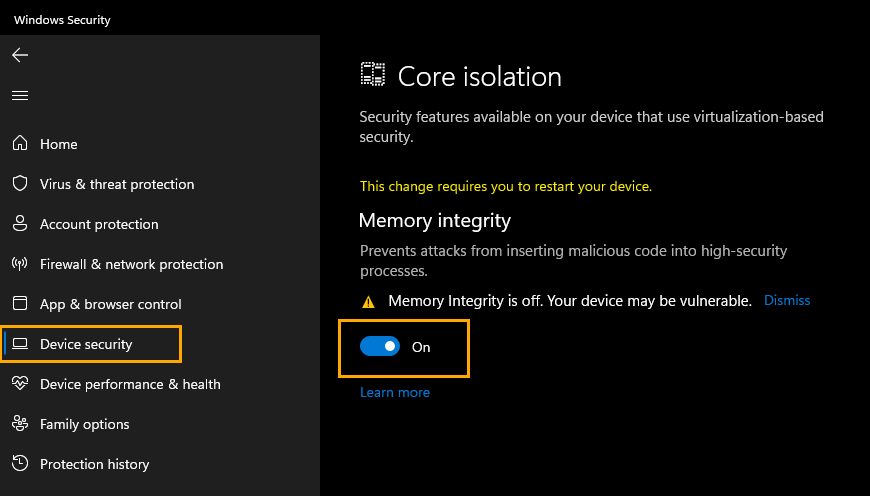 Windows Security
Home
Virus & threat protection
Account protection
Firewall & network protection
App & browser control
Device security
Device performance & health
Family options
Protection history
Core isolation
Security features available on your device that use virtualization-based
security.
This change requires you to restart your device.
Memory integrity
Prevents attacks from inserting malicious code into high-security
processes.
Memory Integrity is off. Your device may be vulnerable. Dismiss
On
Learn more